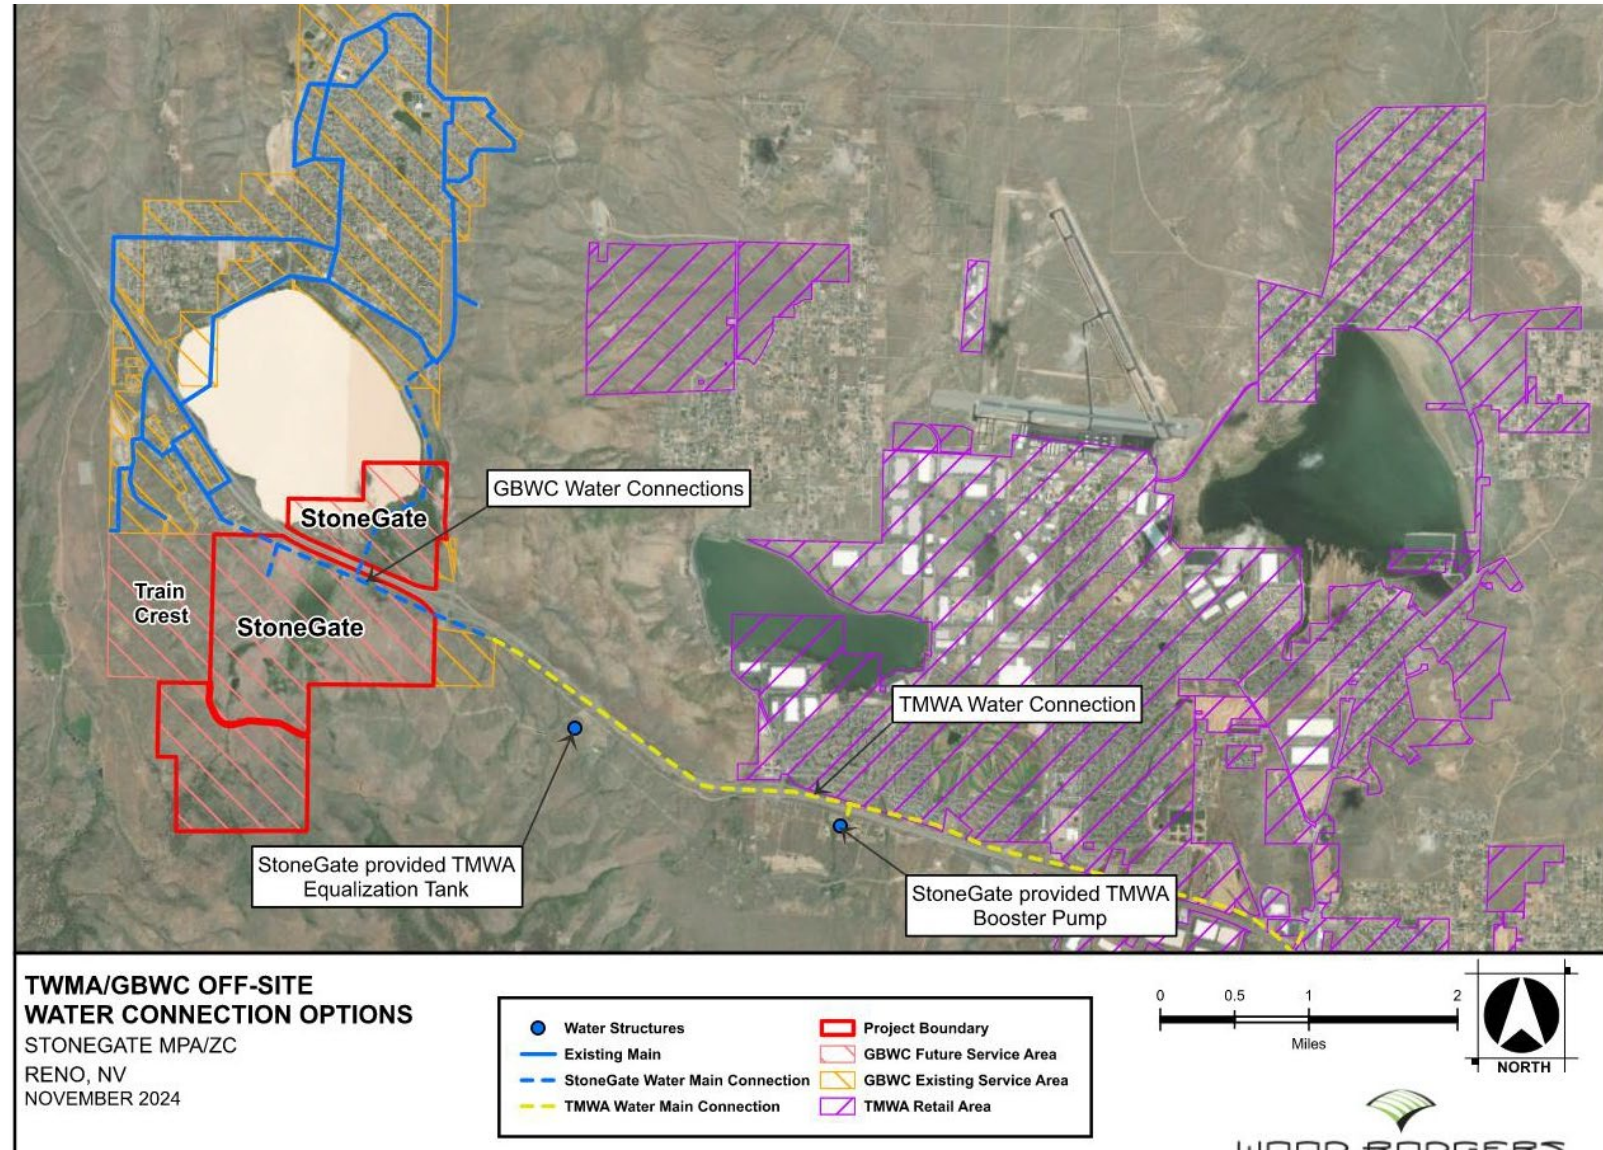 GBWC Water Connections
StoneGate
Train
Crest
StoneGate
TMWA Water Connection
StoneGate provided TMWA
Equalization Tank
StoneGate provided TMWA
Booster Pump
TWMA/GBWC OFF-SITE
WATER CONNECTION OPTIONS
STONEGATE MPA/ZC
RENO, NV
NOVEMBER 2024
Water Structures
Existing Main
StoneGate Water Main Connection
TMWA Water Main Connection
Project Boundary
GBWC Future Service Area
GBWC Existing Service Area
TMWA Retail Area
0 0.5 1 2
Miles
NORTH
WOOD RODGERS